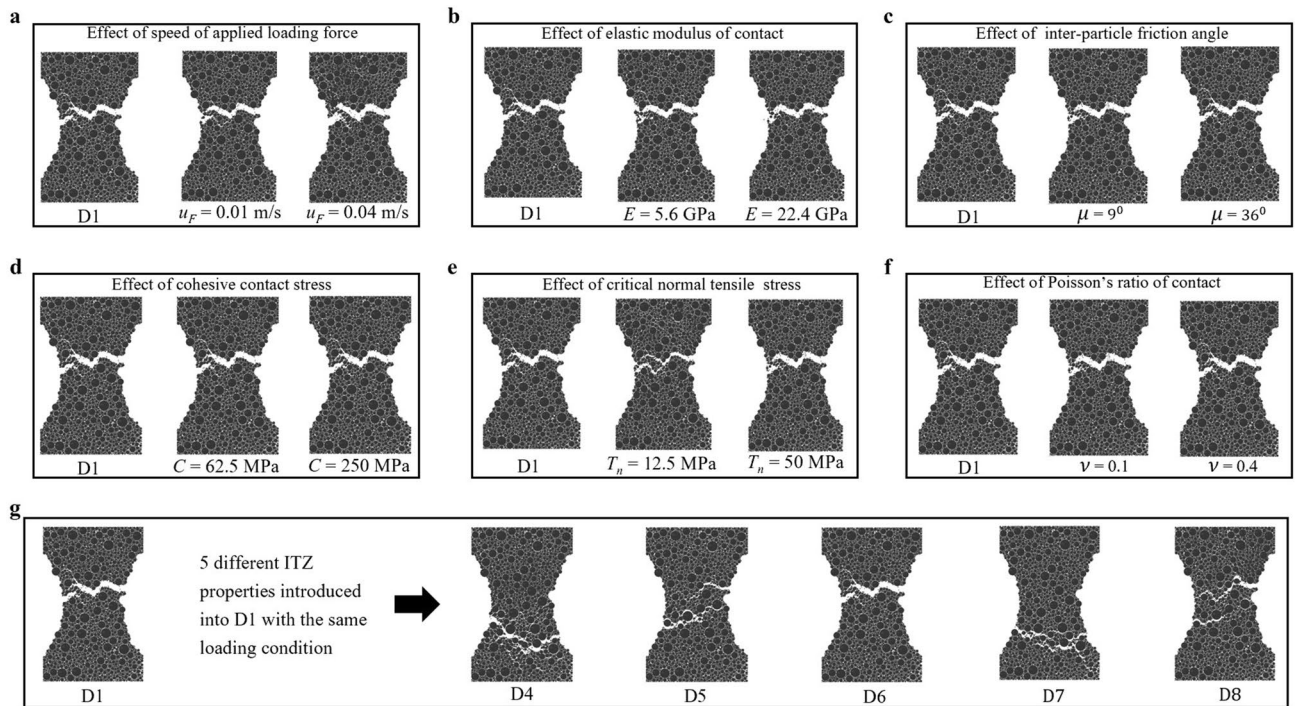 a
Effect of speed of applied loading force
D1
u_F = 0.01 m/s
u_F = 0.04 m/s
b
Effect of elastic modulus of contact
D1
E = 5.6 GPa
E = 22.4 GPa
c
Effect of inter-particle friction angle
D1
μ = 9⁰
μ = 36⁰
d
Effect of cohesive contact stress
D1
C = 62.5 MPa
C = 250 MPa
e
Effect of critical normal tensile stress
D1
T_n = 12.5 MPa
T_n = 50 MPa
f
Effect of Poisson's ratio of contact
D1
ν = 0.1
ν = 0.4
g
D1
5 different ITZ
properties introduced
into D1 with the same
loading condition
D4
D5
D6
D7
D8